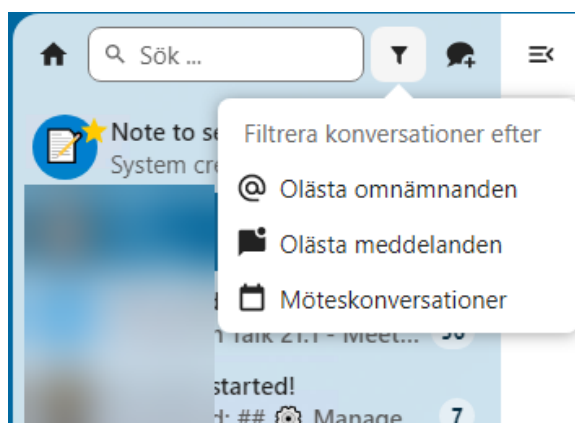 Sök ...
Note to se
Filtrera konversationer efter
System cre
Olästa omnämnanden
Olästa meddelanden
Möteskonversationer
Talk 21.1 - Meet...
started!
d: ## ⚙ Manage 7